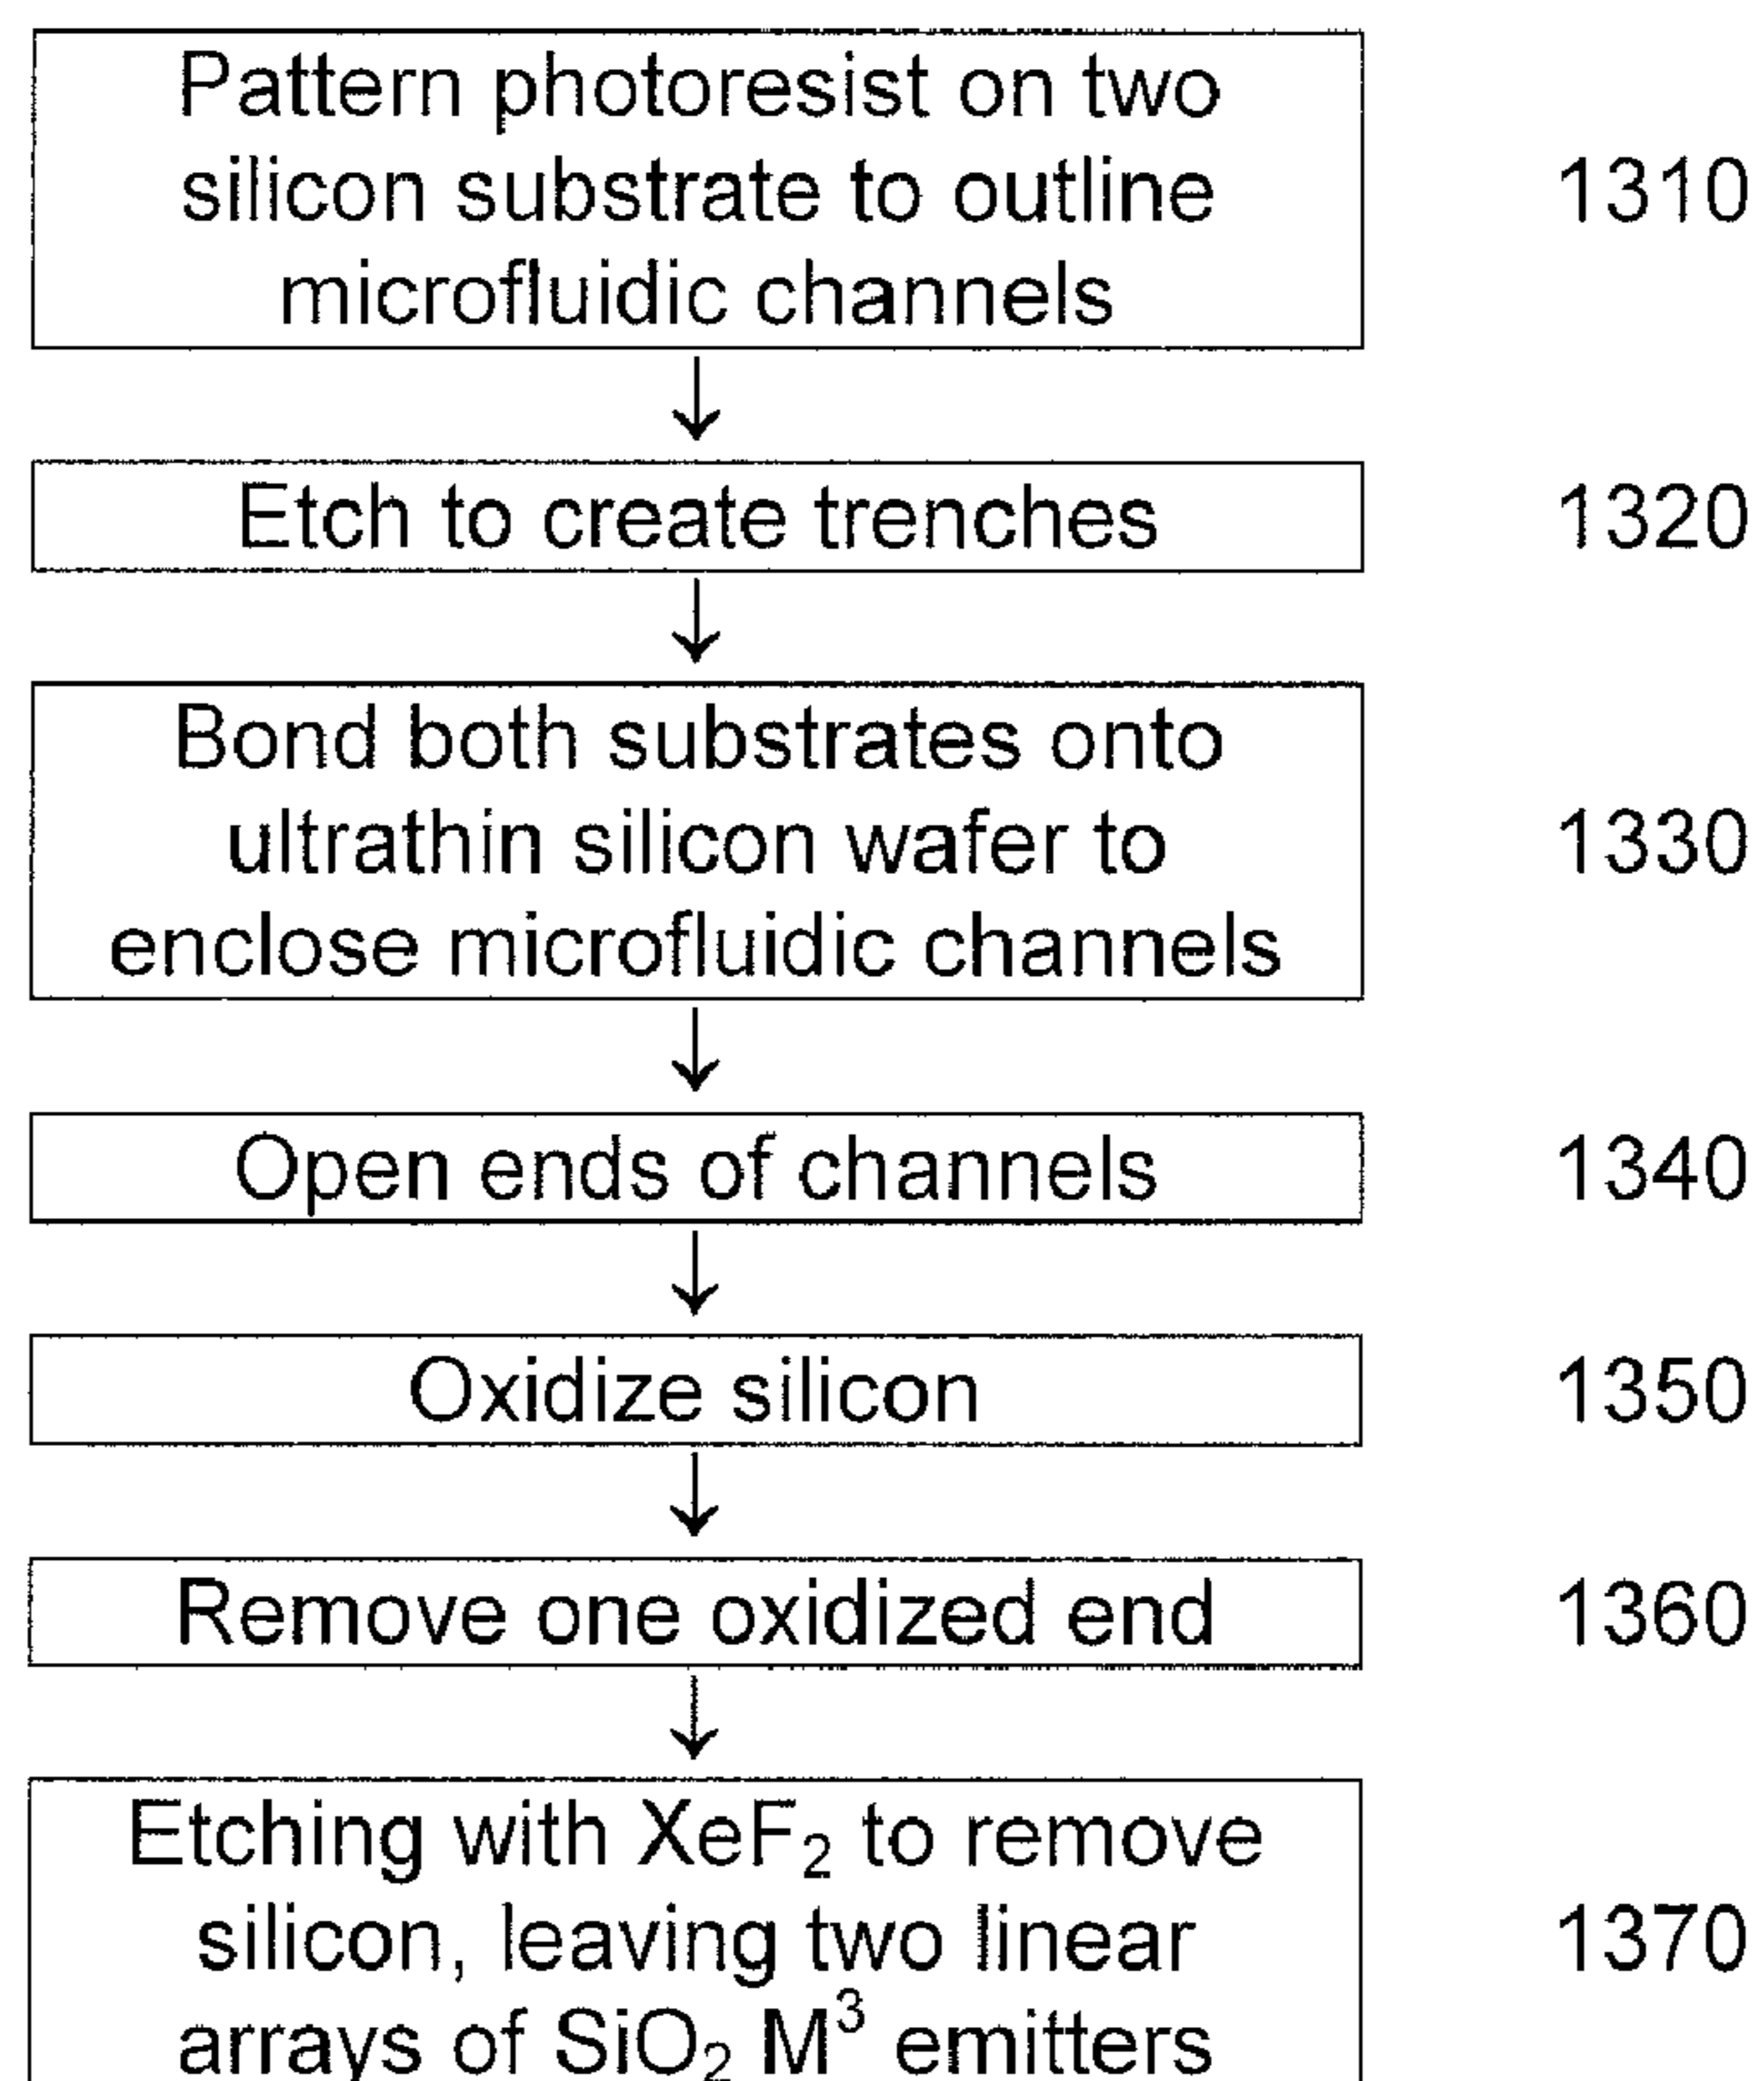 Pattern photoresist on two
silicon substrate to outline
microfluidic channels
1310
Etch to create trenches
1320
Bond both substrates onto
ultrathin silicon wafer to
enclose microfluidic channels
1330
Open ends of channels
1340
Oxidize silicon
1350
Remove one oxidized end
1360
Etching with XeF₂ to remove
silicon, leaving two linear
arrays of SiO₂ M³ emitters
1370